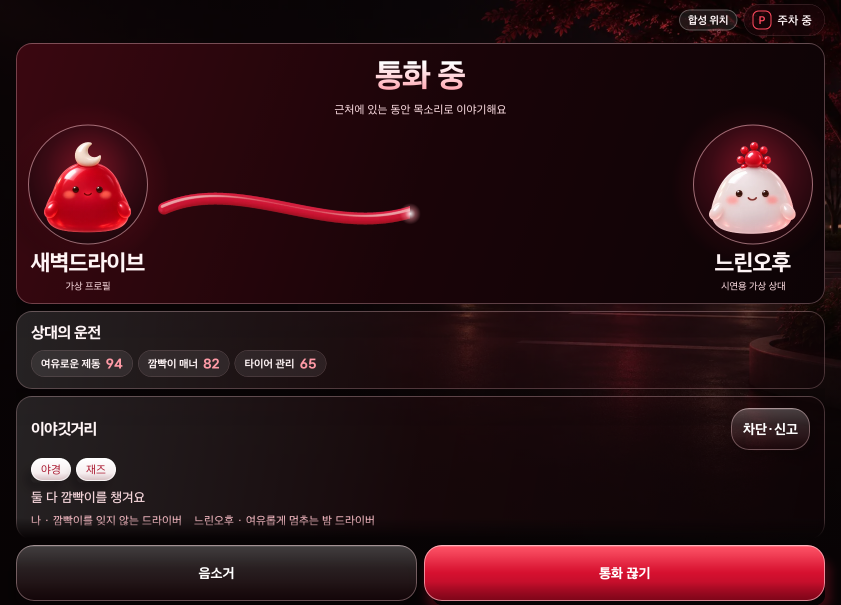 합성 위치
P 주차 중
통화 중
근처에 있는 동안 목소리로 이야기해요
새벽드라이브
가상 프로필
느린오후
시연용 가상 상대
상대의 운전
여유로운 제동 94 깜빡이 매너 82 타이어 관리 65
이야깃거리
차단·신고
야경 재즈
둘 다 깜빡이를 챙겨요
나 · 깜빡이를 잊지 않는 드라이버 느린오후 · 여유롭게 멈추는 밤 드라이버
음소거
통화 끊기